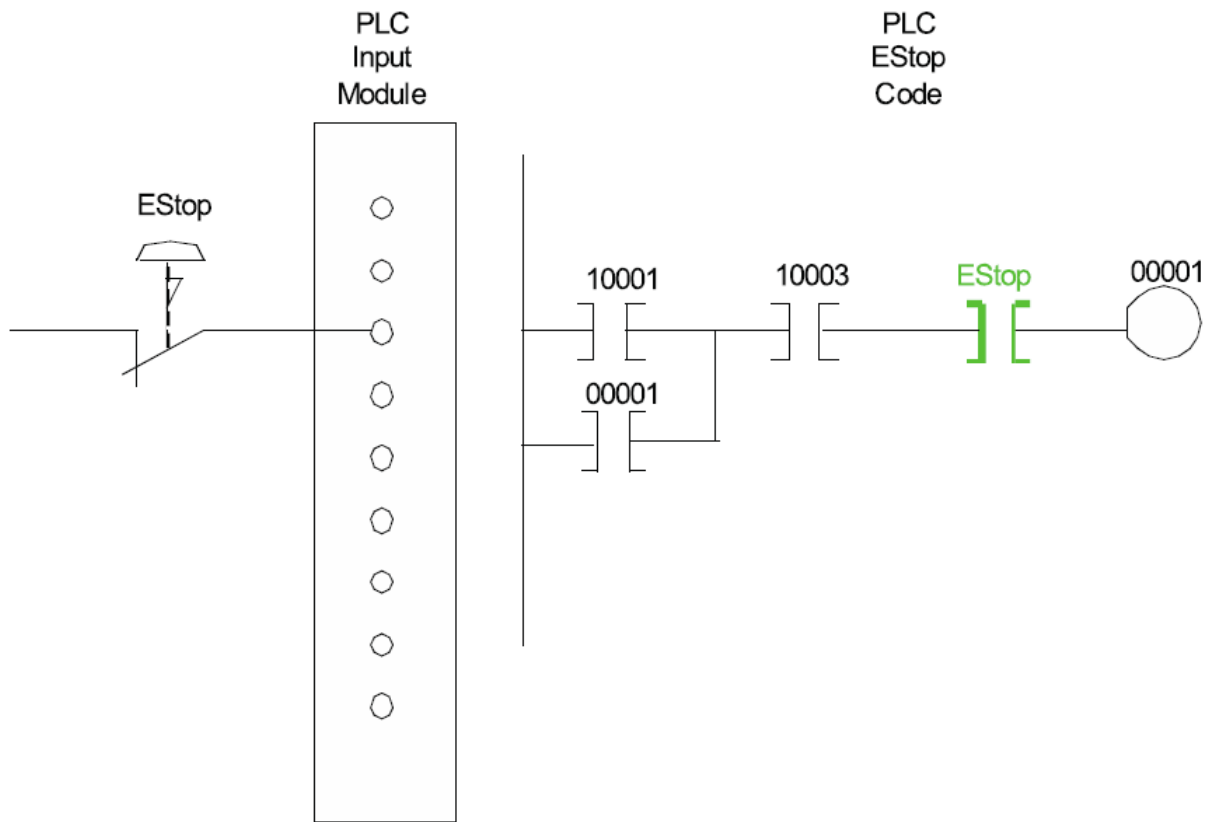 PLC
Input
Module
PLC
EStop
Code
EStop
10001
10003
EStop
00001
00001